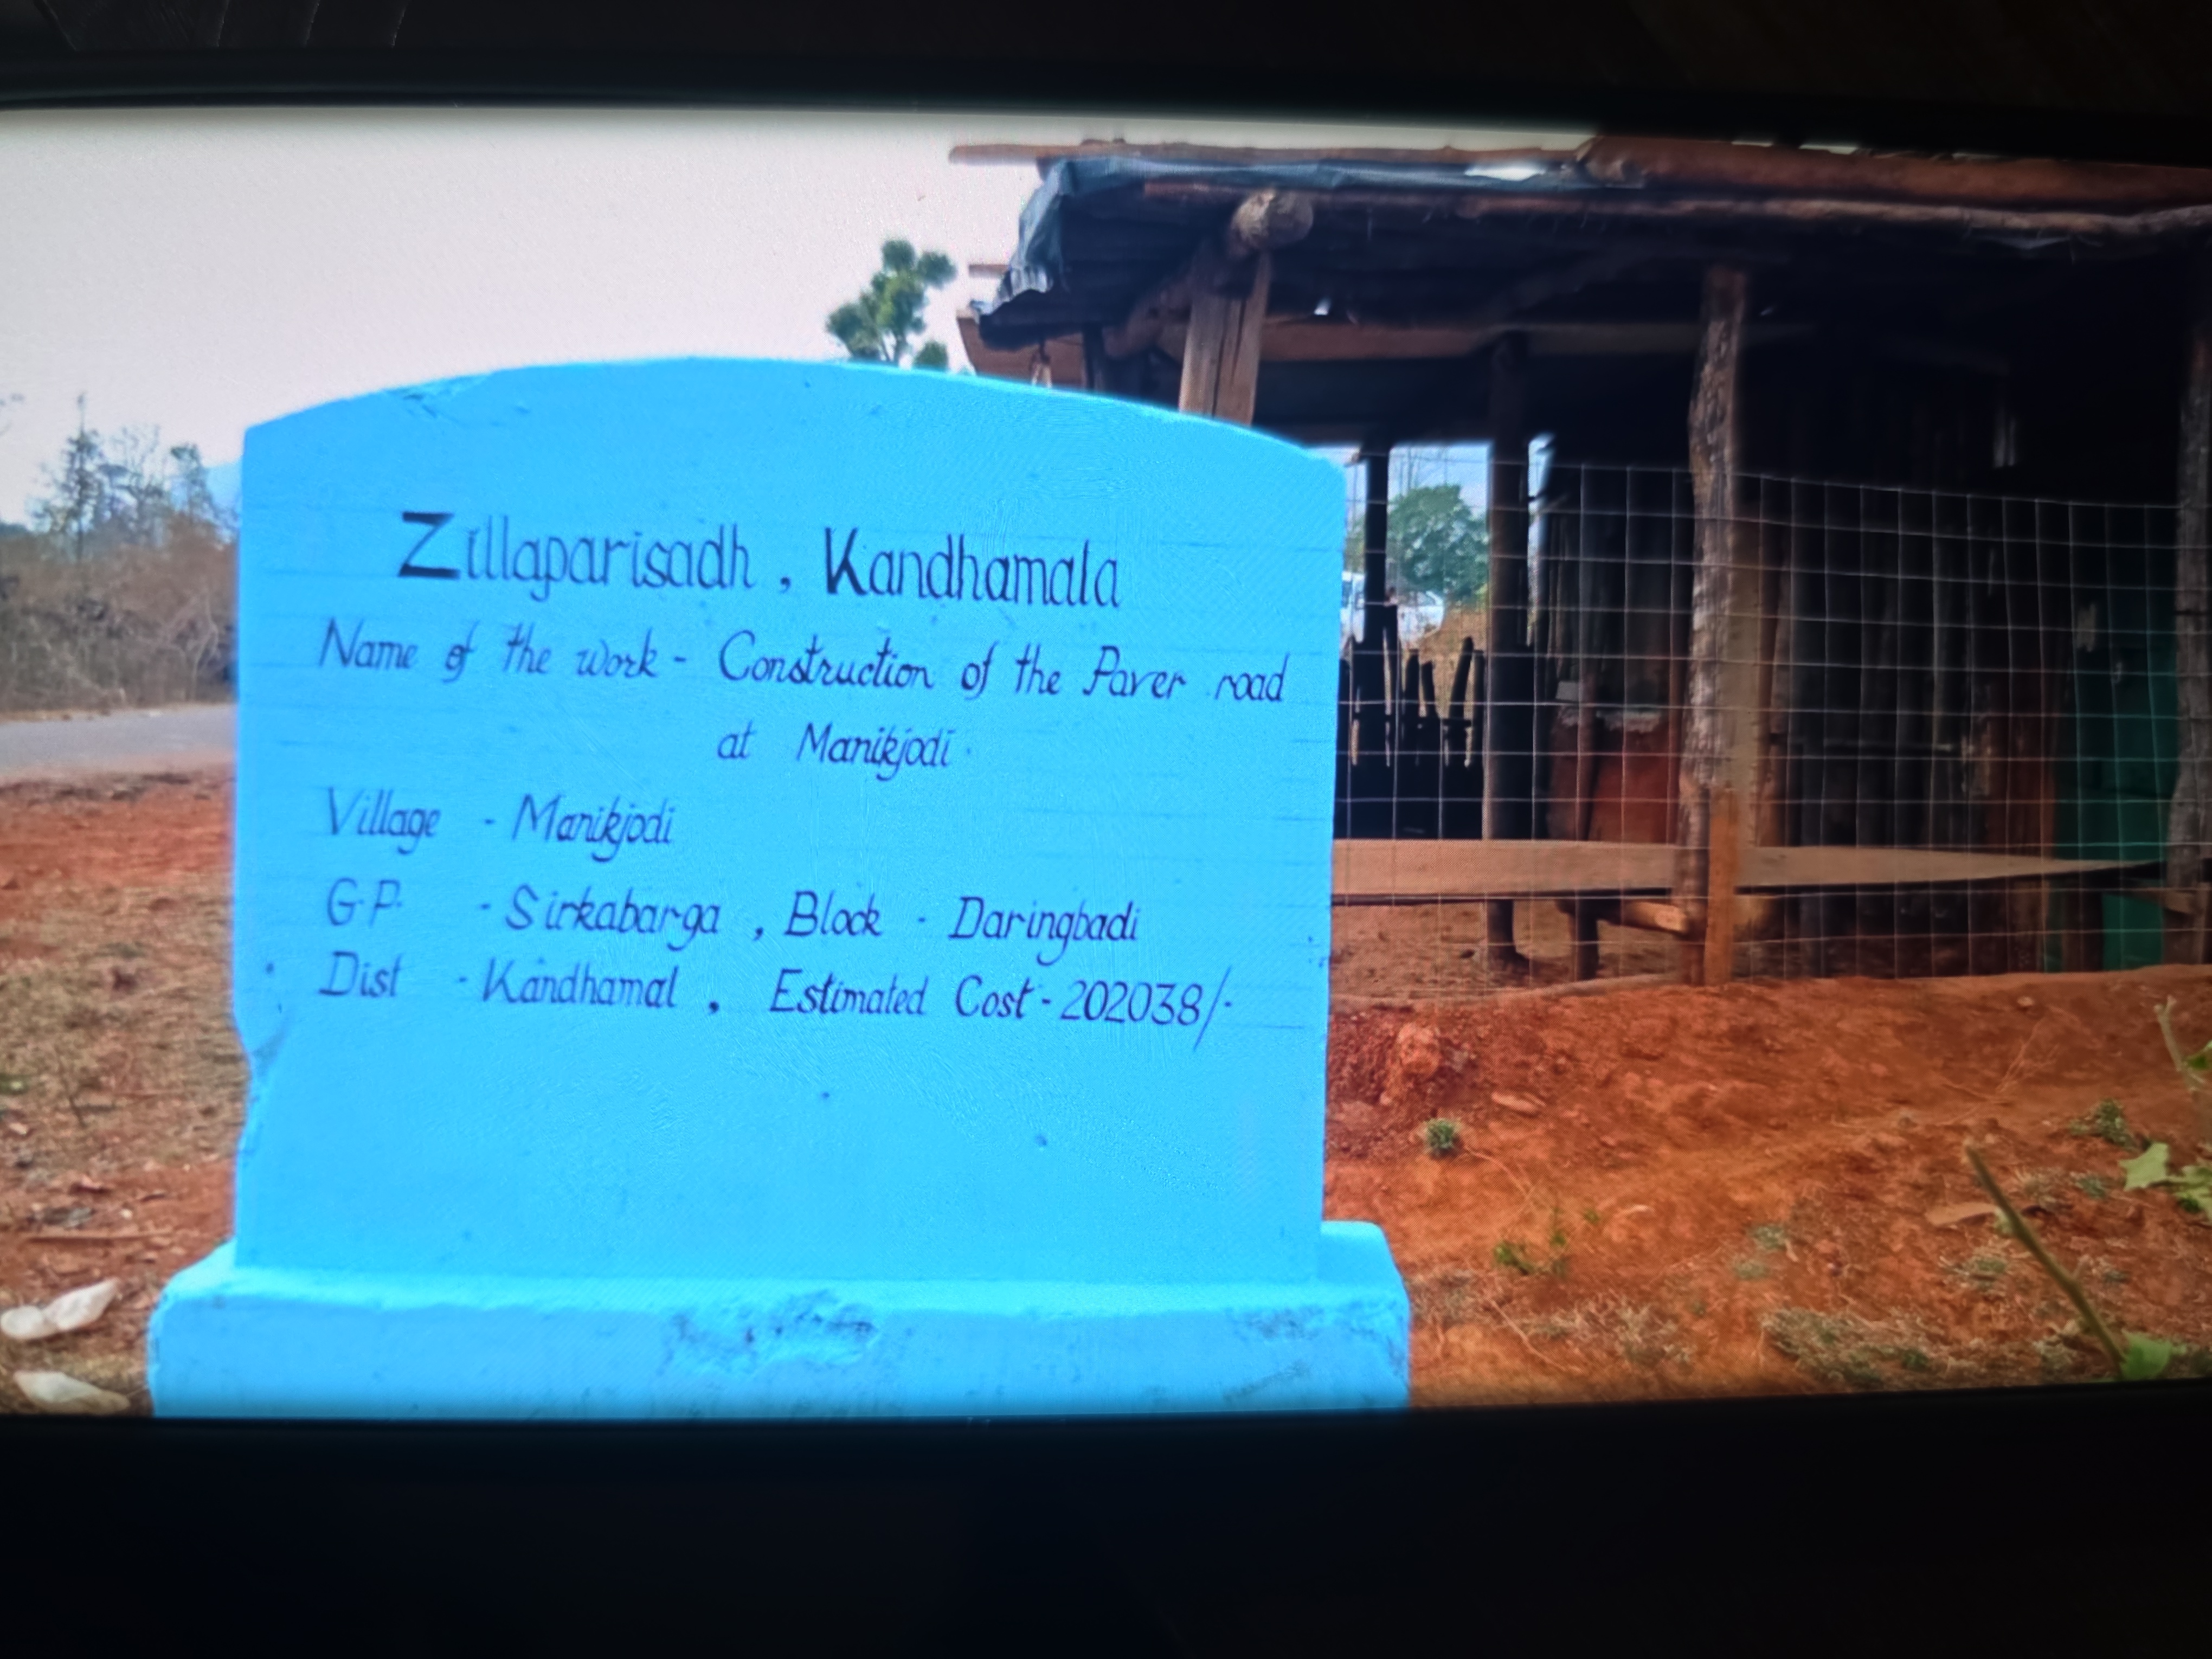 Zillaparisadh, Kandhamala
Name of the work - Construction of the Paver road
at Manikjodi
Village - Manikjodi
G.P. - Sirkabarga, Block - Daringbadi
Dist - Kandhamal, Estimated Cost - 202038/-